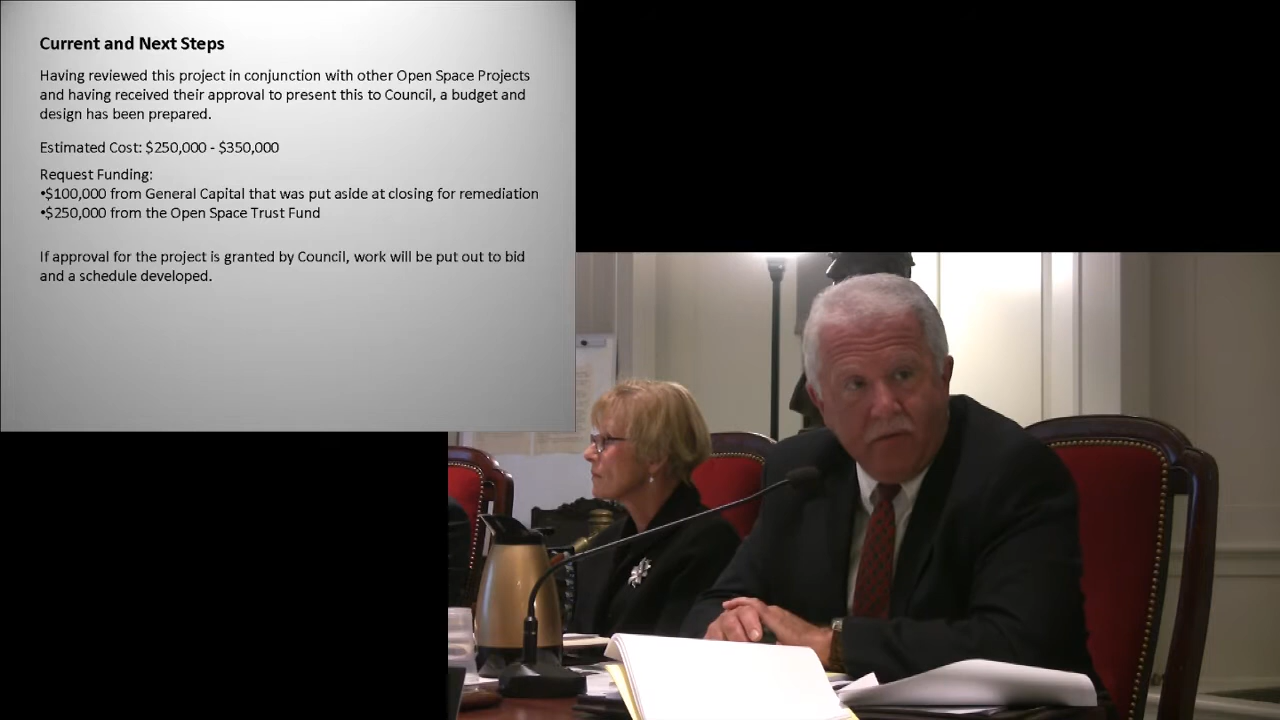 Current and Next Steps
Having reviewed this project in conjunction with other Open Space Projects
and having received their approval to present this to Council, a budget and
design has been prepared.
Estimated Cost: $250,000 - $350,000
Request Funding:
•$100,000 from General Capital that was put aside at closing for remediation
•$250,000 from the Open Space Trust Fund
If approval for the project is granted by Council, work will be put out to bid
and a schedule developed.